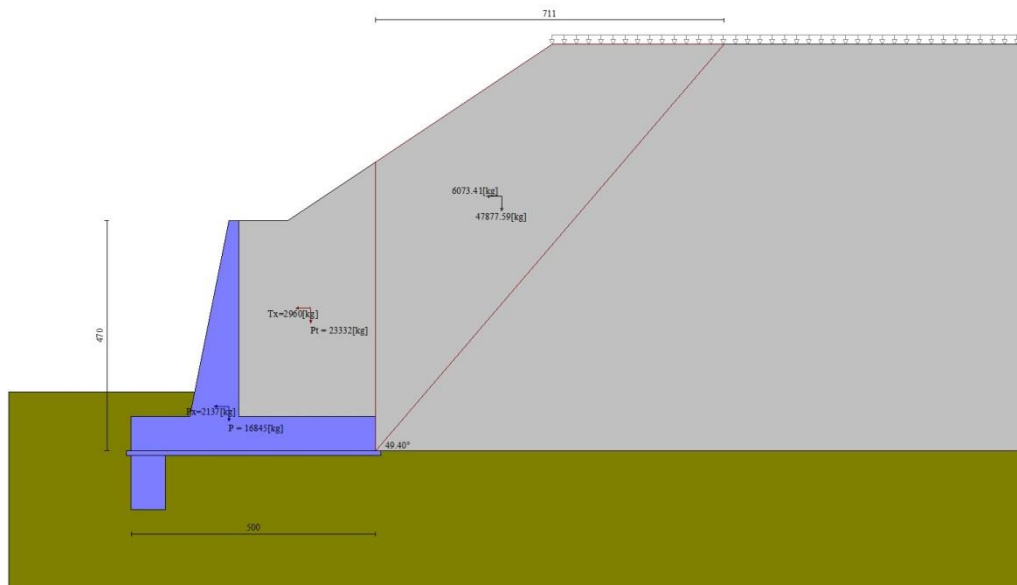 711
6073.41[kg]
47877.59[kg]
470
Tx=2960[kg]
Pt = 23332[kg]
Px=2137[kg]
P = 16845[kg]
49.40°
500